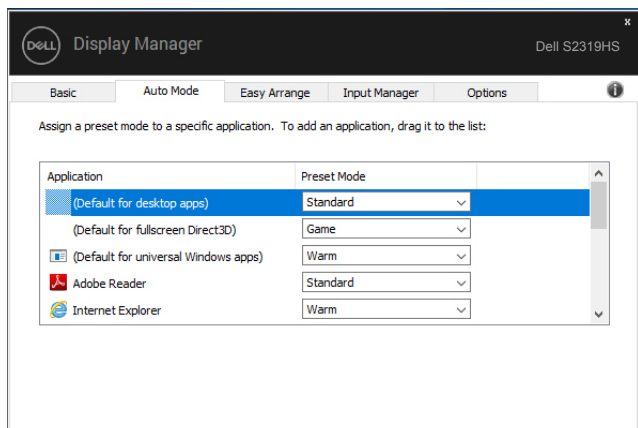 DELL Display Manager
x
Dell S2319HS
Basic Auto Mode Easy Arrange Input Manager Options
Assign a preset mode to a specific application. To add an application, drag it to the list:
Application Preset Mode
(Default for desktop apps) Standard
(Default for fullscreen Direct3D) Game
(Default for universal Windows apps) Warm
Adobe Reader Standard
Internet Explorer Warm